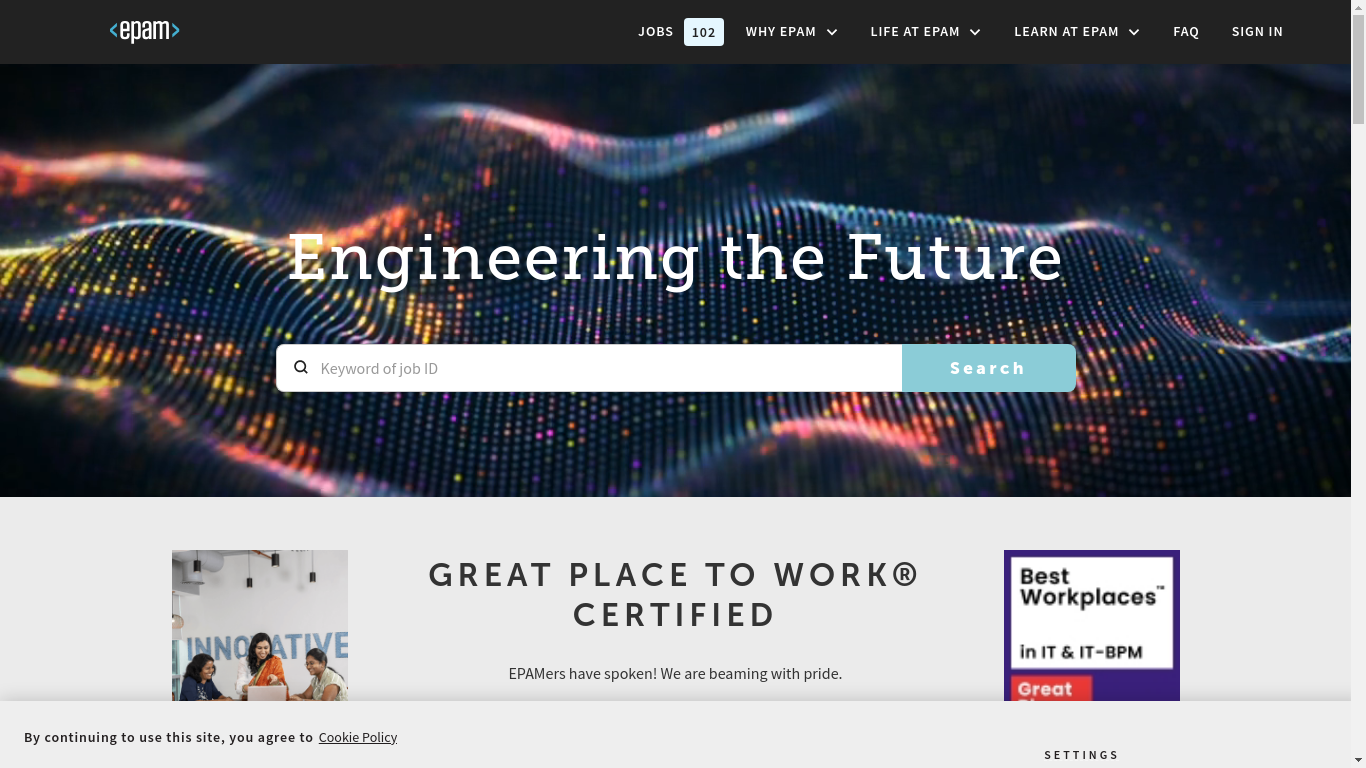 <epam>
JOBS 102 WHY EPAM LIFE AT EPAM LEARN AT EPAM FAQ SIGN IN
Engineering the Future
Keyword of job ID Search
GREAT PLACE TO WORK®
CERTIFIED
EPAMers have spoken! We are beaming with pride.
INNOVATIVE
Best
Workplaces™
in IT & IT-BPM
Great
By continuing to use this site, you agree to Cookie Policy
SETTINGS